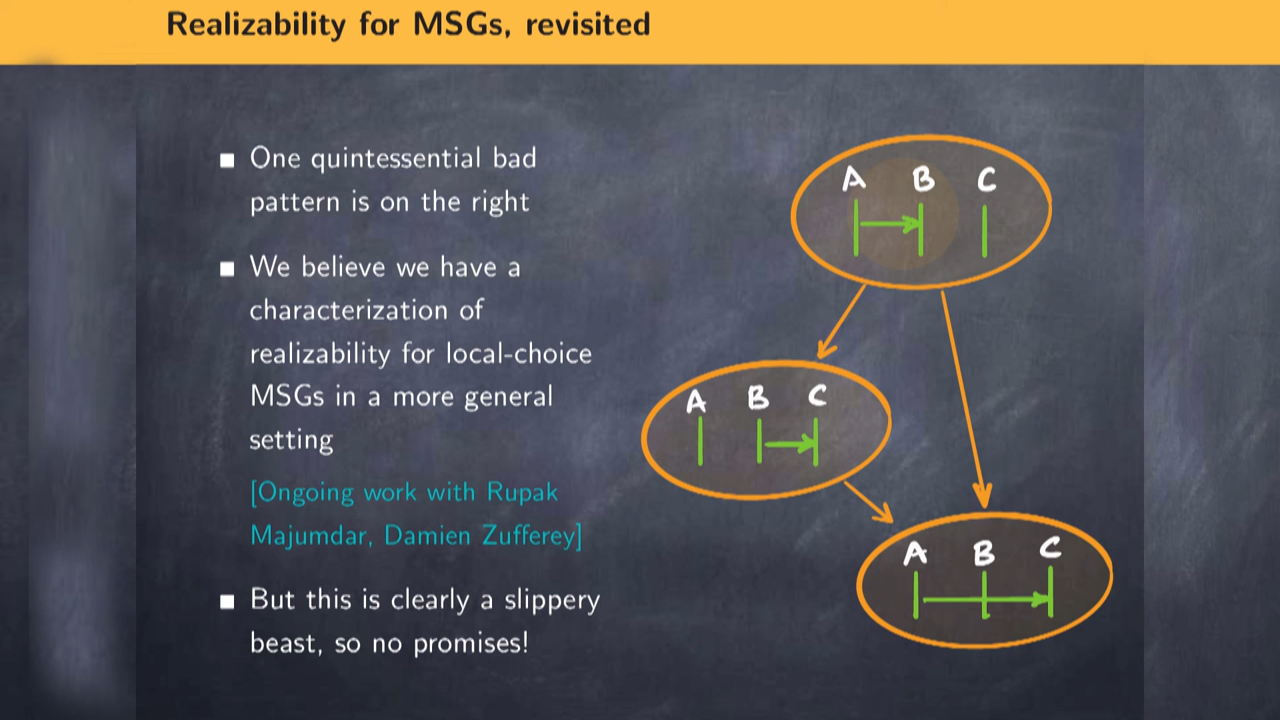 Realizability for MSGs, revisited
■ One quintessential bad
pattern is on the right
■ We believe we have a
characterization of
realizability for local-choice
MSGs in a more general
setting
[Ongoing work with Rupak
Majumdar, Damien Zufferey]
■ But this is clearly a slippery
beast, so no promises!
A B C
A B C
A B C